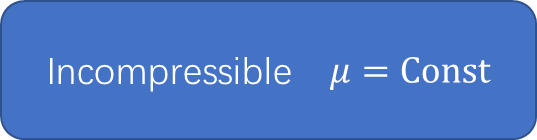 Incompressible μ = Const